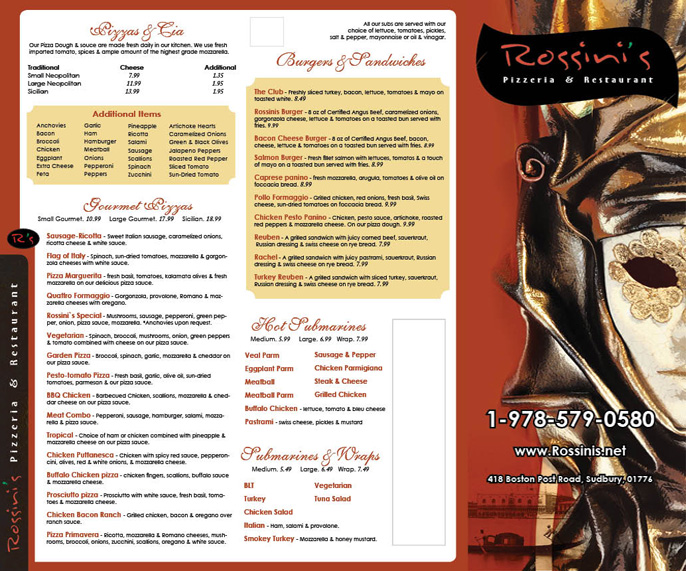 Pizzas & Cia
Our Pizza Dough & sauce are made fresh daily in our kitchen. We use fresh
imported tomato, spices & ample amount of the highest grade mozzarella.
Traditional Cheese Additional
Small Neopolitan 7.99 1.35
Large Neopolitan 11.99 1.95
Sicilian 13.99 1.95
Additional Items
Anchovies Garlic Pineapple Artichoke Hearts
Bacon Ham Ricotta Caramelized Onions
Broccoli Hamburger Salami Green & Black Olives
Chicken Meatball Sausage Jalapeno Peppers
Eggplant Onions Scallions Roasted Red Pepper
Extra Cheese Pepperoni Spinach Sliced Tomato
Feta Peppers Zucchini Sun-Dried Tomato
Gourmet Pizzas
Small Gourmet. 10.99 Large Gourmet. 17.99 Sicilian. 18.99
Sausage-Ricotta - Sweet Italian sausage, caramelized onions,
ricotta cheese & white sauce.
Flag of Italy - Spinach, sun-dried tomatoes, mozzarella & gorgon-
zola cheeses with white sauce.
Pizza Marguerita - fresh basil, tomatoes, kalamata olives & fresh
mozzarella on our delicious pizza sauce.
Quattro Formaggio - Gorgonzola, provolone, Romano & moz-
zarella cheeses with oregano.
Rossini`s Special - Mushrooms, sausage, pepperoni, green pep-
per, onion, pizza sauce, mozzarella. *Anchovies upon request.
Vegetarian - Spinach, broccoli, mushrooms, onion, green peppers
& tomato combined with cheese on our pizza sauce.
Garden Pizza - Broccoli, spinach, garlic, mozzarella & cheddar on
our pizza sauce.
Pesto-tomato Pizza - Fresh basil, garlic, olive oil, sun-dried
tomatoes, parmesan & our pizza sauce.
BBQ Chicken - Barbecued Chicken, scallions, mozzarella & ched-
dar cheese on our pizza sauce.
Meat Combo - Pepperoni, sausage, hamburger, salami, mozza-
rella & pizza sauce.
Tropical - Choice of ham or chicken combined with pineapple &
mozzarella cheese on our pizza sauce.
Chicken Puttanesca - Chicken with spicy red sauce, pepperon-
cini, olives, red & white onions, & mozzarella cheese.
Buffalo Chicken pizza - chicken fingers, scallions, buffalo sauce
& mozzarella cheese.
Prosciutto pizza - Prosciutto with white sauce, fresh basil, toma-
toes & mozzarella cheese.
Chicken Bacon Ranch - Grilled chicken, bacon & oregano over
ranch sauce.
Pizza Primavera - Ricotta, mozzarella & Romano cheeses, mush-
rooms, broccoli, onions, zucchini, scallions, oregano & white sauce.
R's
Rossini's Pizzeria & Restaurant
All our subs are served with our
choice of lettuce, tomatoes, pickles,
salt & pepper, mayonnaise or oil & vinegar.
Burgers & Sandwiches
The Club - Freshly sliced turkey, bacon, lettuce, tomatoes & mayo on
toasted white. 8.49
Rossinis Burger - 8 oz of Certified Angus Beef, caramelized onions,
gorgonzola cheese, lettuce & tomatoes on a toasted bun served with
fries. 9.99
Bacon Cheese Burger - 8 oz of Certified Angus Beef, bacon,
cheese, lettuce & tomatoes on a toasted bun served with fries. 8.99
Salmon Burger - Fresh filet salmon with lettuces, tomatoes & a touch
of mayo on a toasted bun served with fries. 8.99
Caprese panino - fresh mozzarella, arugula, tomatoes & olive oil on
foccacia bread. 8.99
Pollo Formaggio - Grilled chicken, red onions, fresh basil, Swiss
cheese, sun-dried tomatoes on foccacia bread. 9.99
Chicken Pesto Panino - Chicken, pesto sauce, artichoke, roasted
red peppers & mozzarella cheese. On our pizza dough. 9.99
Reuben - A grilled sandwich with juicy corned beef, sauerkraut,
Russian dressing & swiss cheese on rye bread. 7.99
Rachel - A grilled sandwich with juicy pastrami, sauerkraut, Russian
dressing & swiss cheese on rye bread. 7.99
Turkey Reuben - A grilled sandwich with sliced turkey, sauerkraut,
Russian dressing & swiss cheese on rye bread. 7.99
Hot Submarines
Medium. 5.99 Large. 6.99 Wrap. 7.99
Veal Parm Sausage & Pepper
Eggplant Parm Chicken Parmigiana
Meatball Steak & Cheese
Meatball Parm Grilled Chicken
Buffalo Chicken - lettuce, tomato & bleu cheese
Pastrami - swiss cheese, pickles & mustard
Submarines & Wraps
Medium. 5.49 Large. 6.49 Wrap. 7.49
BLT Vegetarian
Turkey Tuna Salad
Chicken Salad
Italian - Ham, salami & provolone.
Smokey Turkey - Mozzarella & honey mustard.
Rossini's
Pizzeria & Restaurant
1-978-579-0580
www.Rossinis.net
418 Boston Post Road, Sudbury, 01776